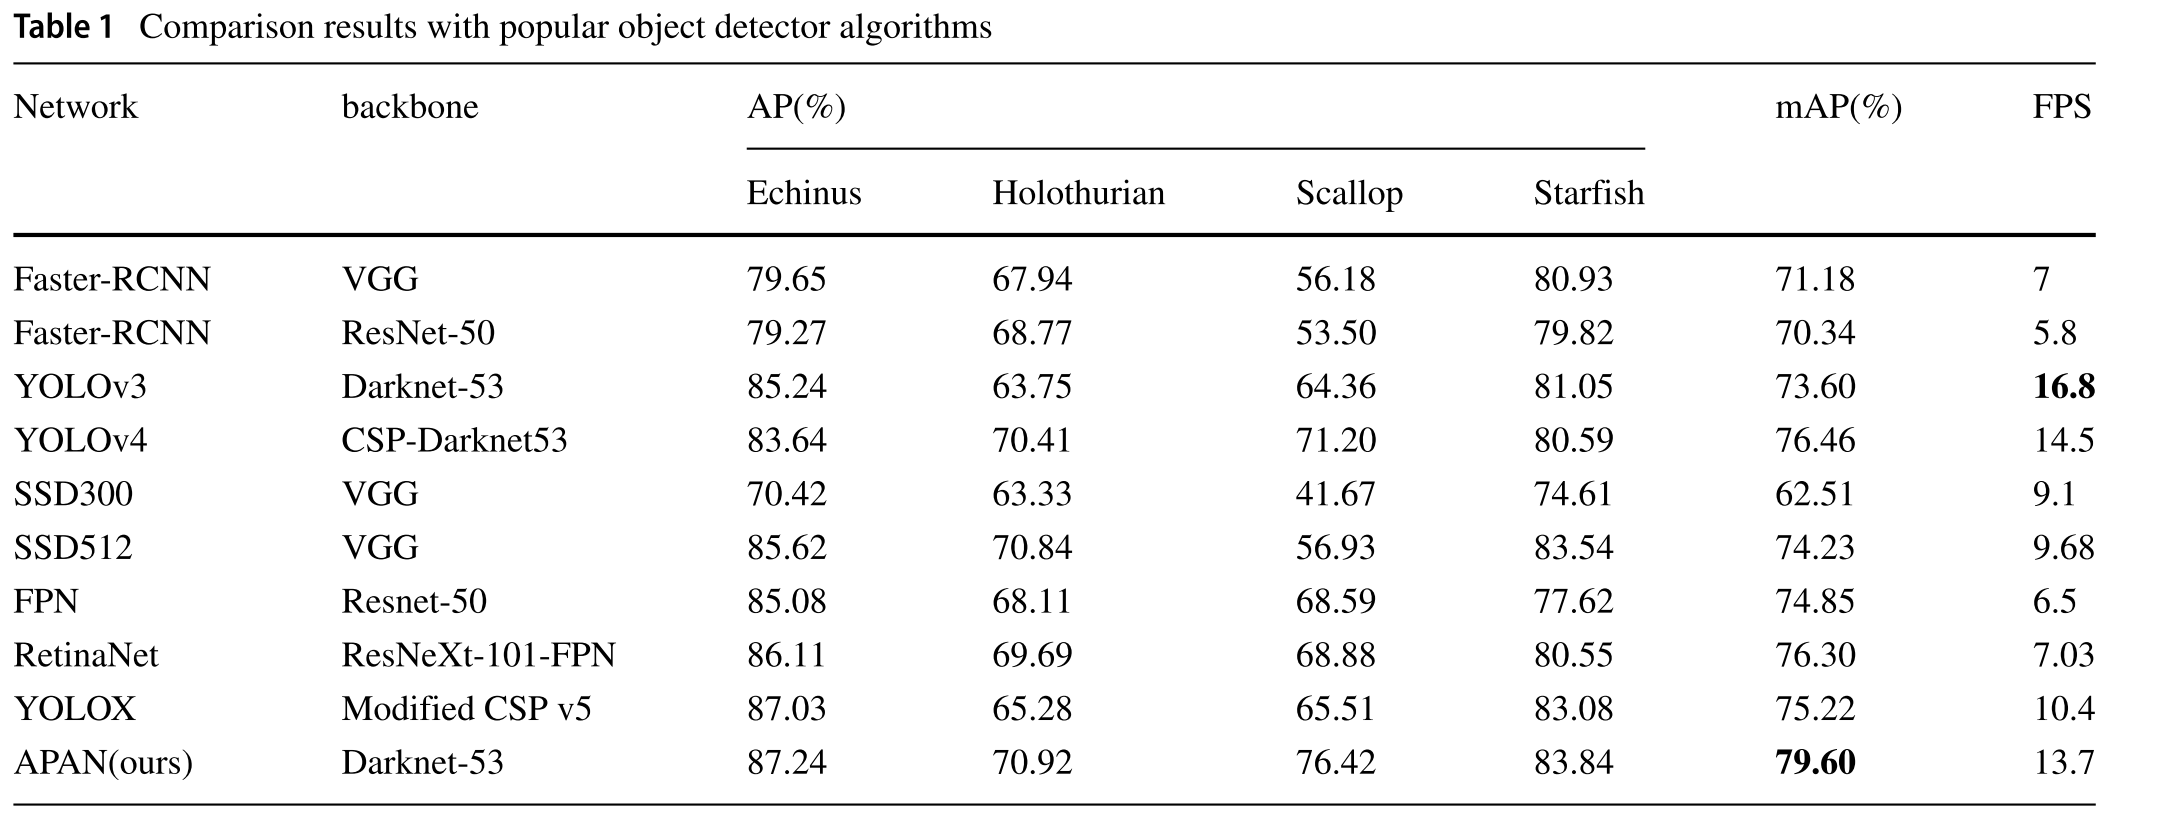 Table 1 Comparison results with popular object detector algorithms
Network backbone AP(%) mAP(%) FPS
Echinus Holothurian Scallop Starfish
Faster-RCNN VGG 79.65 67.94 56.18 80.93 71.18 7
Faster-RCNN ResNet-50 79.27 68.77 53.50 79.82 70.34 5.8
YOLOv3 Darknet-53 85.24 63.75 64.36 81.05 73.60 16.8
YOLOv4 CSP-Darknet53 83.64 70.41 71.20 80.59 76.46 14.5
SSD300 VGG 70.42 63.33 41.67 74.61 62.51 9.1
SSD512 VGG 85.62 70.84 56.93 83.54 74.23 9.68
FPN Resnet-50 85.08 68.11 68.59 77.62 74.85 6.5
RetinaNet ResNeXt-101-FPN 86.11 69.69 68.88 80.55 76.30 7.03
YOLOX Modified CSP v5 87.03 65.28 65.51 83.08 75.22 10.4
APAN(ours) Darknet-53 87.24 70.92 76.42 83.84 79.60 13.7